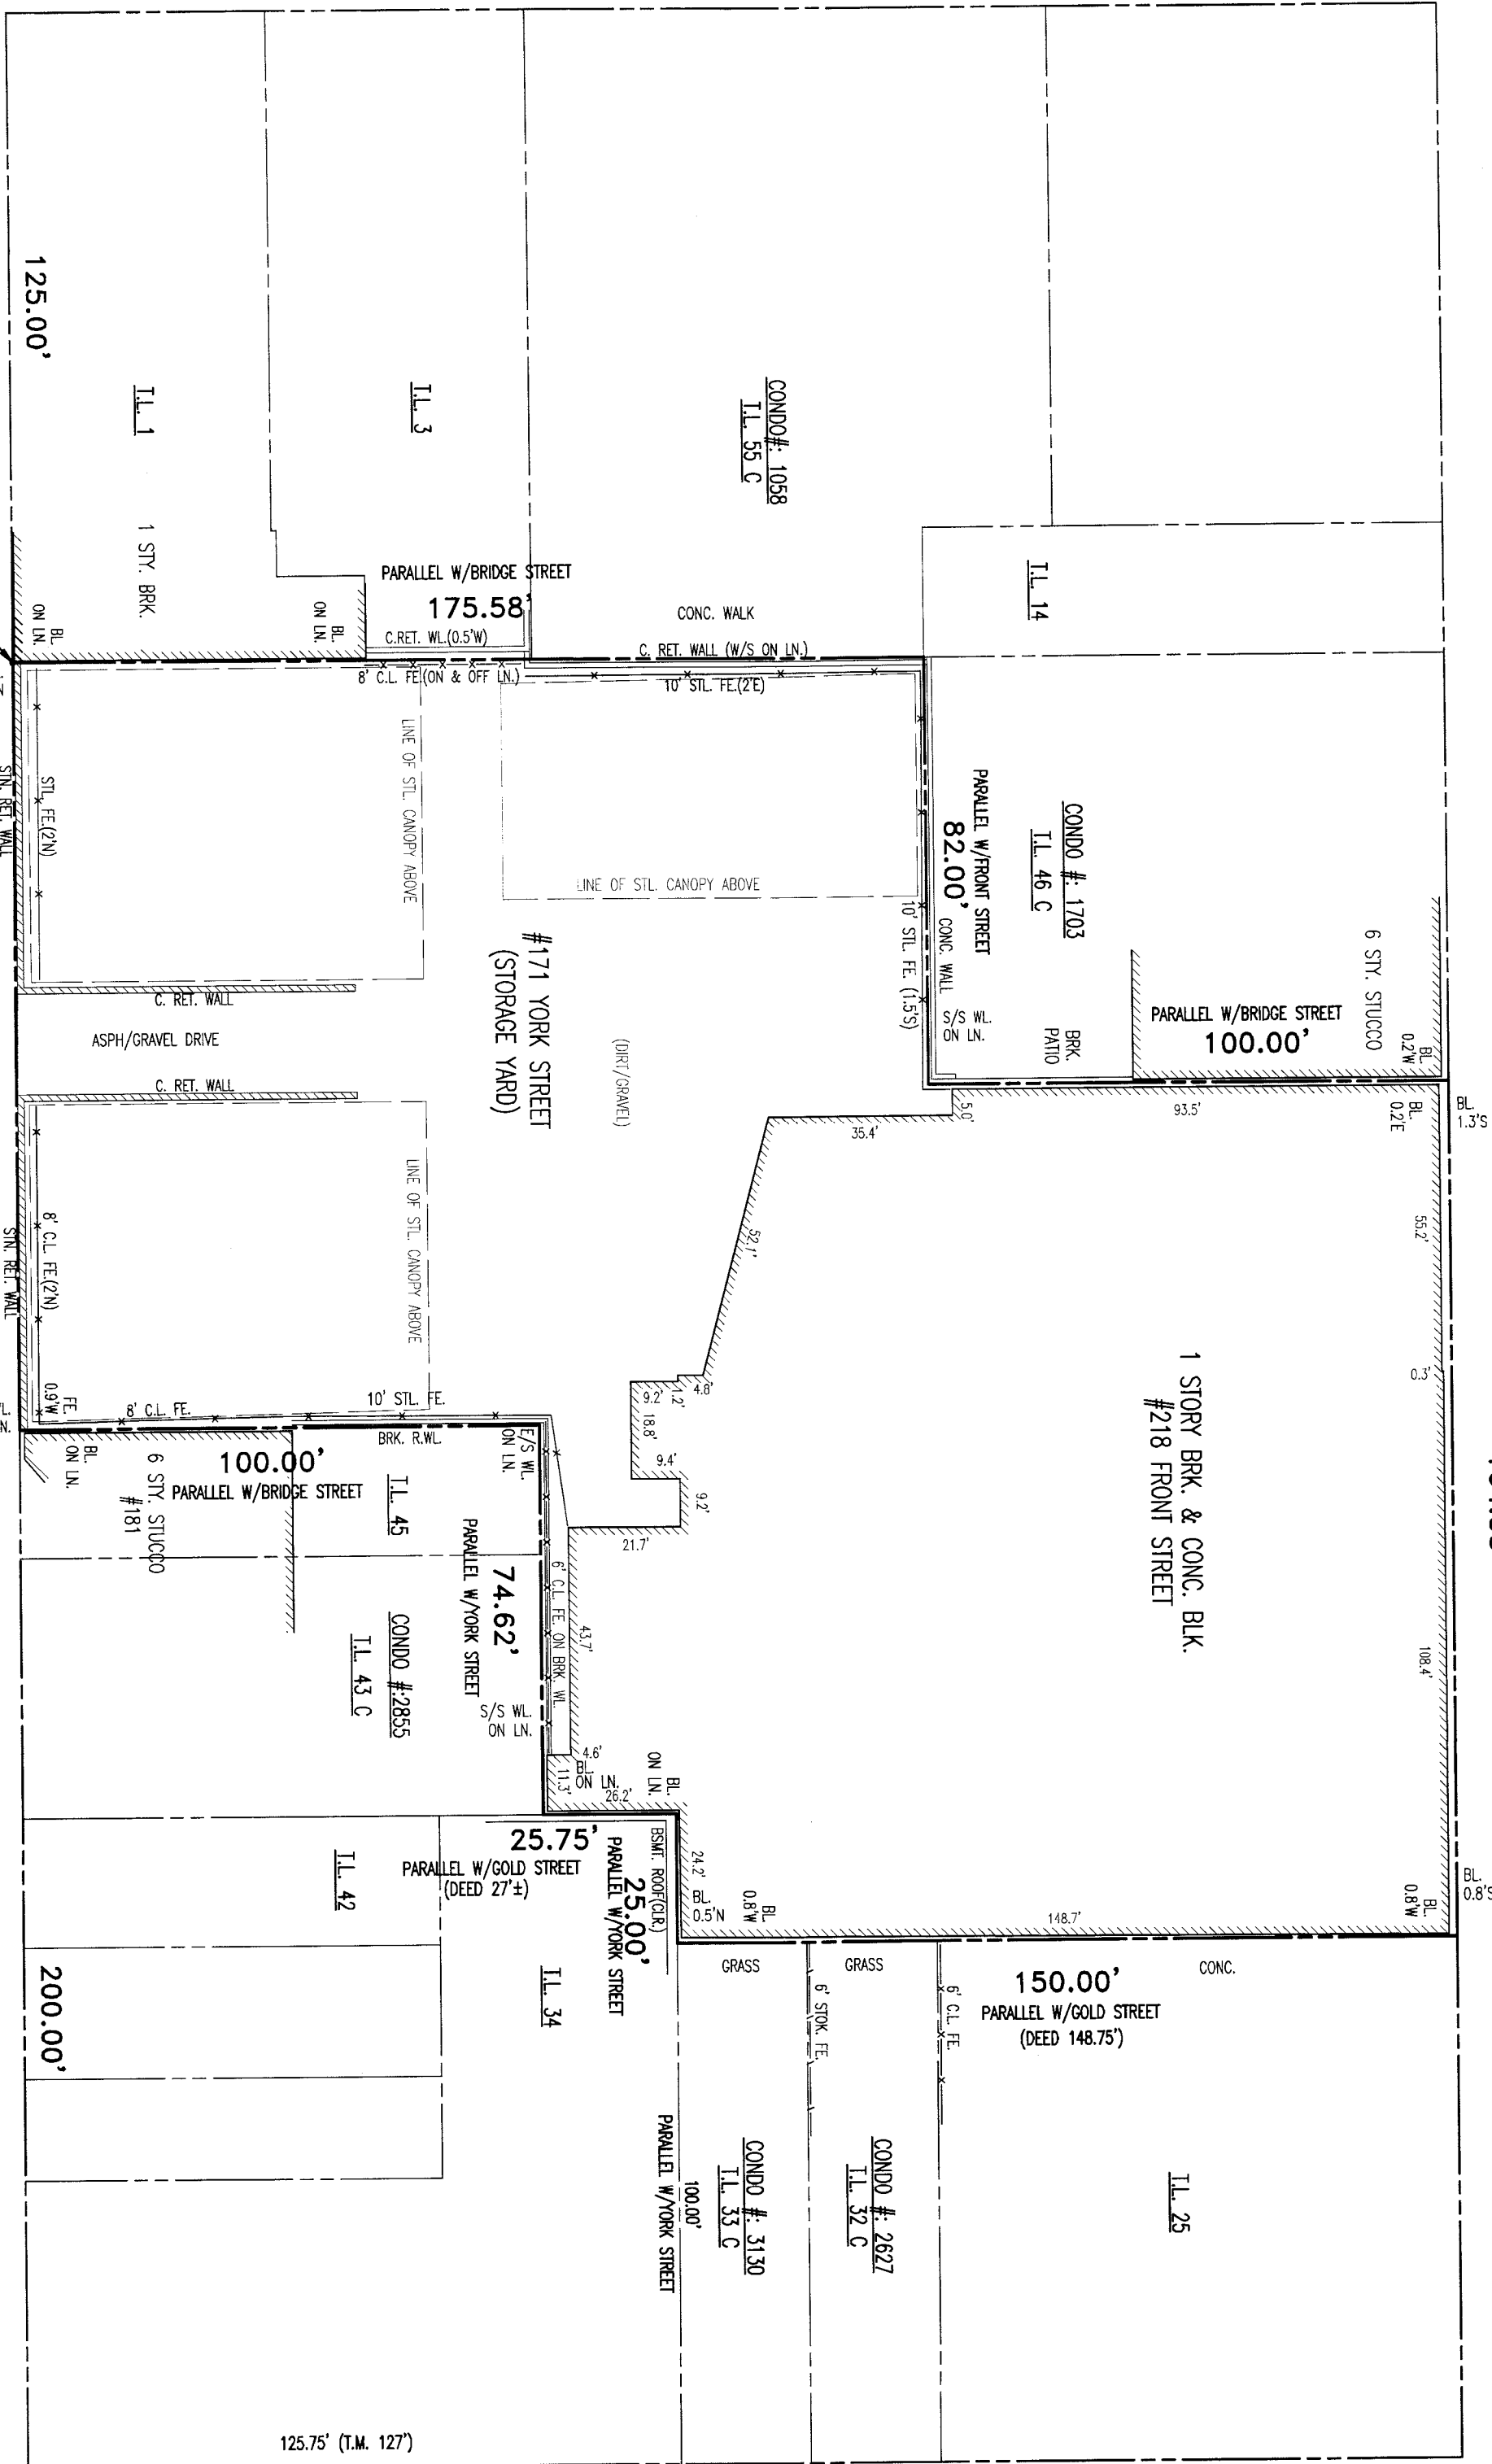 BL.
1.3'S
BL.
0.8'S
6 STY. STUCCO
BL.
0.2'W
BL.
0.2'E
55.2'
0.3'
108.4'
BL
0.8'W
PARALLEL W/BRIDGE STREET
100.00'
93.5'
148.7'
CONC.
T.L. 25
1 STORY BRK. & CONC. BLK.
#218 FRONT STREET
T.L. 14
CONDO #: 1703
T.L. 46 C
BRK.
PATIO
PARALLEL W/FRONT STREET
82.00'
CONC. WALL
S/S WL.
ON LN.
10' STL. FE. (1.5'S)
5.0'
35.4'
52.1'
4.8'
1.2'
9.2'
18.8'
9.4'
9.2'
21.7'
43.7'
4.6'
11.3'
BL.
ON LN.
26.2'
BL.
ON LN.
24.2'
BL.
0.5'N
BL
0.8'W
150.00'
PARALLEL W/GOLD STREET
(DEED 148.75')
6' C.L. FE.
GRASS
GRASS
6' STOK. FE.
CONDO #: 2627
T.L. 32 C
CONDO #: 3130
T.L. 33 C
100.00'
PARALLEL W/YORK STREET
CONDO#: 1058
T.L. 55 C
CONC. WALK
C. RET. WALL (W/S ON LN.)
10' STL. FE.(2'E)
LINE OF STL. CANOPY ABOVE
(DIRT/GRAVEL)
#171 YORK STREET
(STORAGE YARD)
BSMT. ROOF(CLR.)
25.00'
PARALLEL W/YORK STREET
25.75'
PARALLEL W/GOLD STREET
(DEED 27'±)
T.L. 34
6' C.L. FE. ON BRK. WL.
74.62'
PARALLEL W/YORK STREET
S/S WL.
ON LN.
E/S WL.
ON LN.
T.L. 3
PARALLEL W/BRIDGE STREET
175.58'
C.RET. WL.(0.5'W)
8' C.L. FE.(ON & OFF LN.)
LINE OF STL. CANOPY ABOVE
LINE OF STL. CANOPY ABOVE
10' STL. FE.
BRK. R.WL.
T.L. 45
CONDO #:2855
T.L. 43 C
T.L. 42
8' C.L. FE.
100.00'
PARALLEL W/BRIDGE STREET
6 STY. STUCCO
#181
BL.
ON LN.
T.L. 1
1 STY. BRK.
BL.
ON LN.
BL
ON LN.
C. RET. WALL
ASPH/GRAVEL DRIVE
C. RET. WALL
STL. FE.(2'N)
8' C.L. FE.(2'N)
FE.
0.9'W
125.00'
200.00'
125.75' (T.M. 127')
STN. RET. WALL
STN. RET. WALL